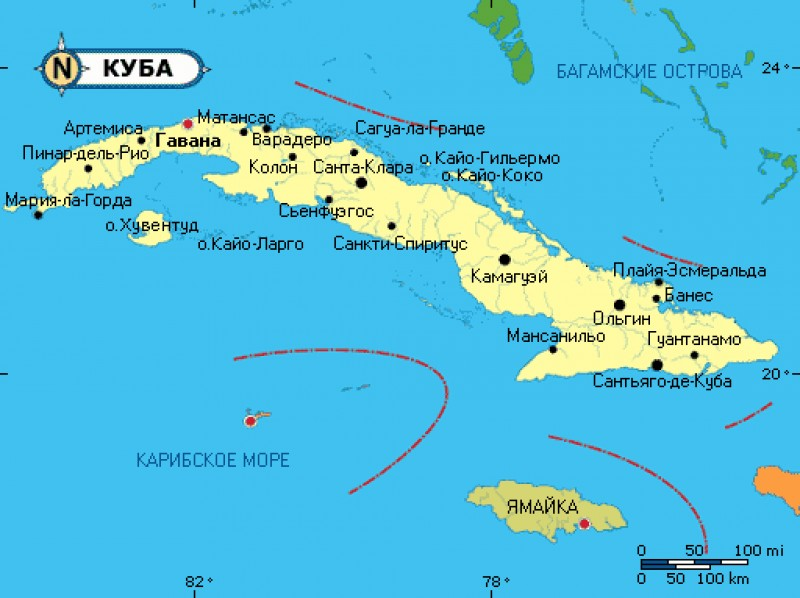 БАГАМСКИЕ ОСТРОВА
24°
N
КУБА
Матансас
Артемиса
Гавана
Варадеро
Сагуа-ла-Гранде
Пинар-дель-Рио
Колон
Санта-Клара
о.Кайо-Гильермо
о.Кайо-Коко
Мария-ла-Горда
о.Хувентуд
Сьенфуэгос
о.Кайо-Ларго
Санкти-Спиритус
Камагуэй
Плайя-Эсмеральда
Банес
Ольгин
Мансанильо
Гуантанамо
Сантьяго-де-Куба
20°
КАРИБСКОЕ МОРЕ
ЯМАЙКА
0 50 100 mi
0 50 100 km
82°
78°